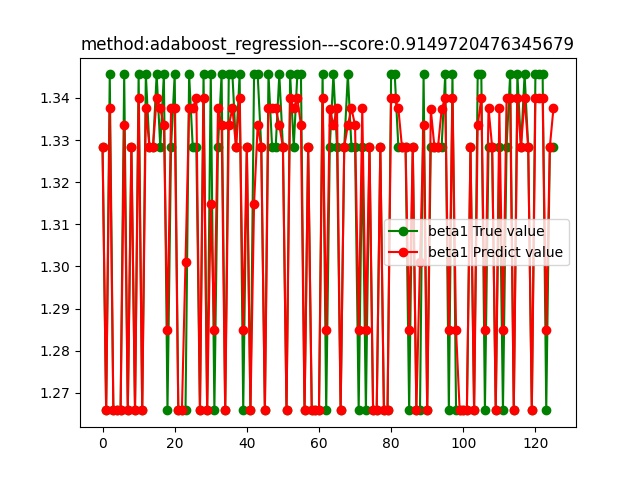 method:adaboost_regression---score:0.9149720476345679
1.34
1.33
1.32
1.31
1.30
1.29
1.28
1.27
beta1 True value
beta1 Predict value
0 20 40 60 80 100 120